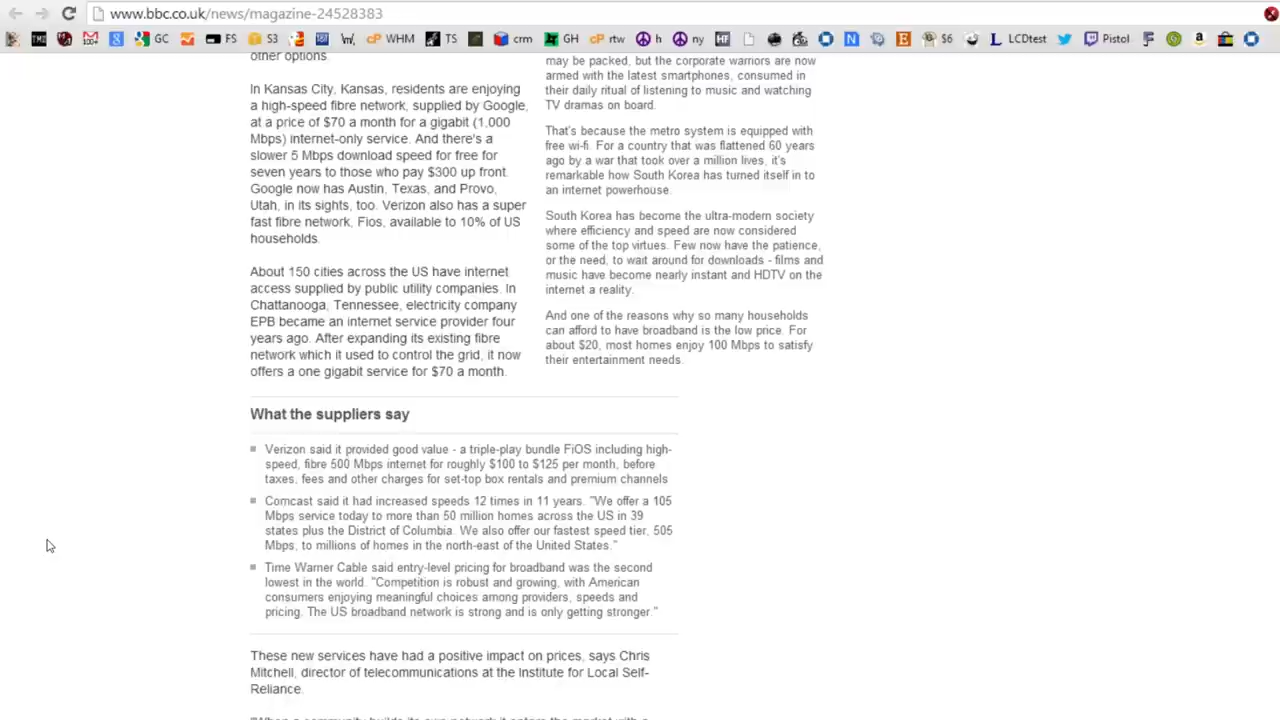 www.bbc.co.uk/news/magazine-24528383
GC FS S3 WHM TS crm GH rtw h ny N E $6 LCDtest Pistol
other options.
In Kansas City, Kansas, residents are enjoying
a high-speed fibre network, supplied by Google,
at a price of $70 a month for a gigabit (1,000
Mbps) internet-only service. And there's a
slower 5 Mbps download speed for free for
seven years to those who pay $300 up front.
Google now has Austin, Texas, and Provo,
Utah, in its sights, too. Verizon also has a super
fast fibre network, Fios, available to 10% of US
households.
About 150 cities across the US have internet
access supplied by public utility companies. In
Chattanooga, Tennessee, electricity company
EPB became an internet service provider four
years ago. After expanding its existing fibre
network which it used to control the grid, it now
offers a one gigabit service for $70 a month.
may be packed, but the corporate warriors are now
armed with the latest smartphones, consumed in
their daily ritual of listening to music and watching
TV dramas on board.
That's because the metro system is equipped with
free wi-fi. For a country that was flattened 60 years
ago by a war that took over a million lives, it's
remarkable how South Korea has turned itself in to
an internet powerhouse.
South Korea has become the ultra-modern society
where efficiency and speed are now considered
some of the top virtues. Few now have the patience,
or the need, to wait around for downloads - films and
music have become nearly instant and HDTV on the
internet a reality.
And one of the reasons why so many households
can afford to have broadband is the low price. For
about $20, most homes enjoy 100 Mbps to satisfy
their entertainment needs.
What the suppliers say
Verizon said it provided good value - a triple-play bundle FiOS including high-
speed, fibre 500 Mbps internet for roughly $100 to $125 per month, before
taxes, fees and other charges for set-top box rentals and premium channels
Comcast said it had increased speeds 12 times in 11 years. "We offer a 105
Mbps service today to more than 50 million homes across the US in 39
states plus the District of Columbia. We also offer our fastest speed tier, 505
Mbps, to millions of homes in the north-east of the United States."
Time Warner Cable said entry-level pricing for broadband was the second
lowest in the world. "Competition is robust and growing, with American
consumers enjoying meaningful choices among providers, speeds and
pricing. The US broadband network is strong and is only getting stronger."
These new services have had a positive impact on prices, says Chris
Mitchell, director of telecommunications at the Institute for Local Self-
Reliance.
"When a community builds its own network it enters the market with a